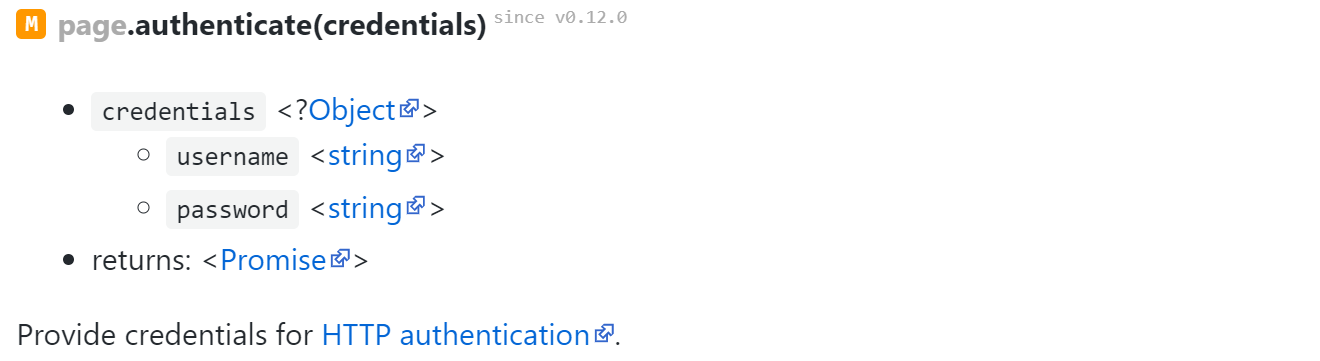 M page.authenticate(credentials) since v0.12.0
credentials <?Object>
username <string>
password <string>
returns: <Promise>
Provide credentials for HTTP authentication.